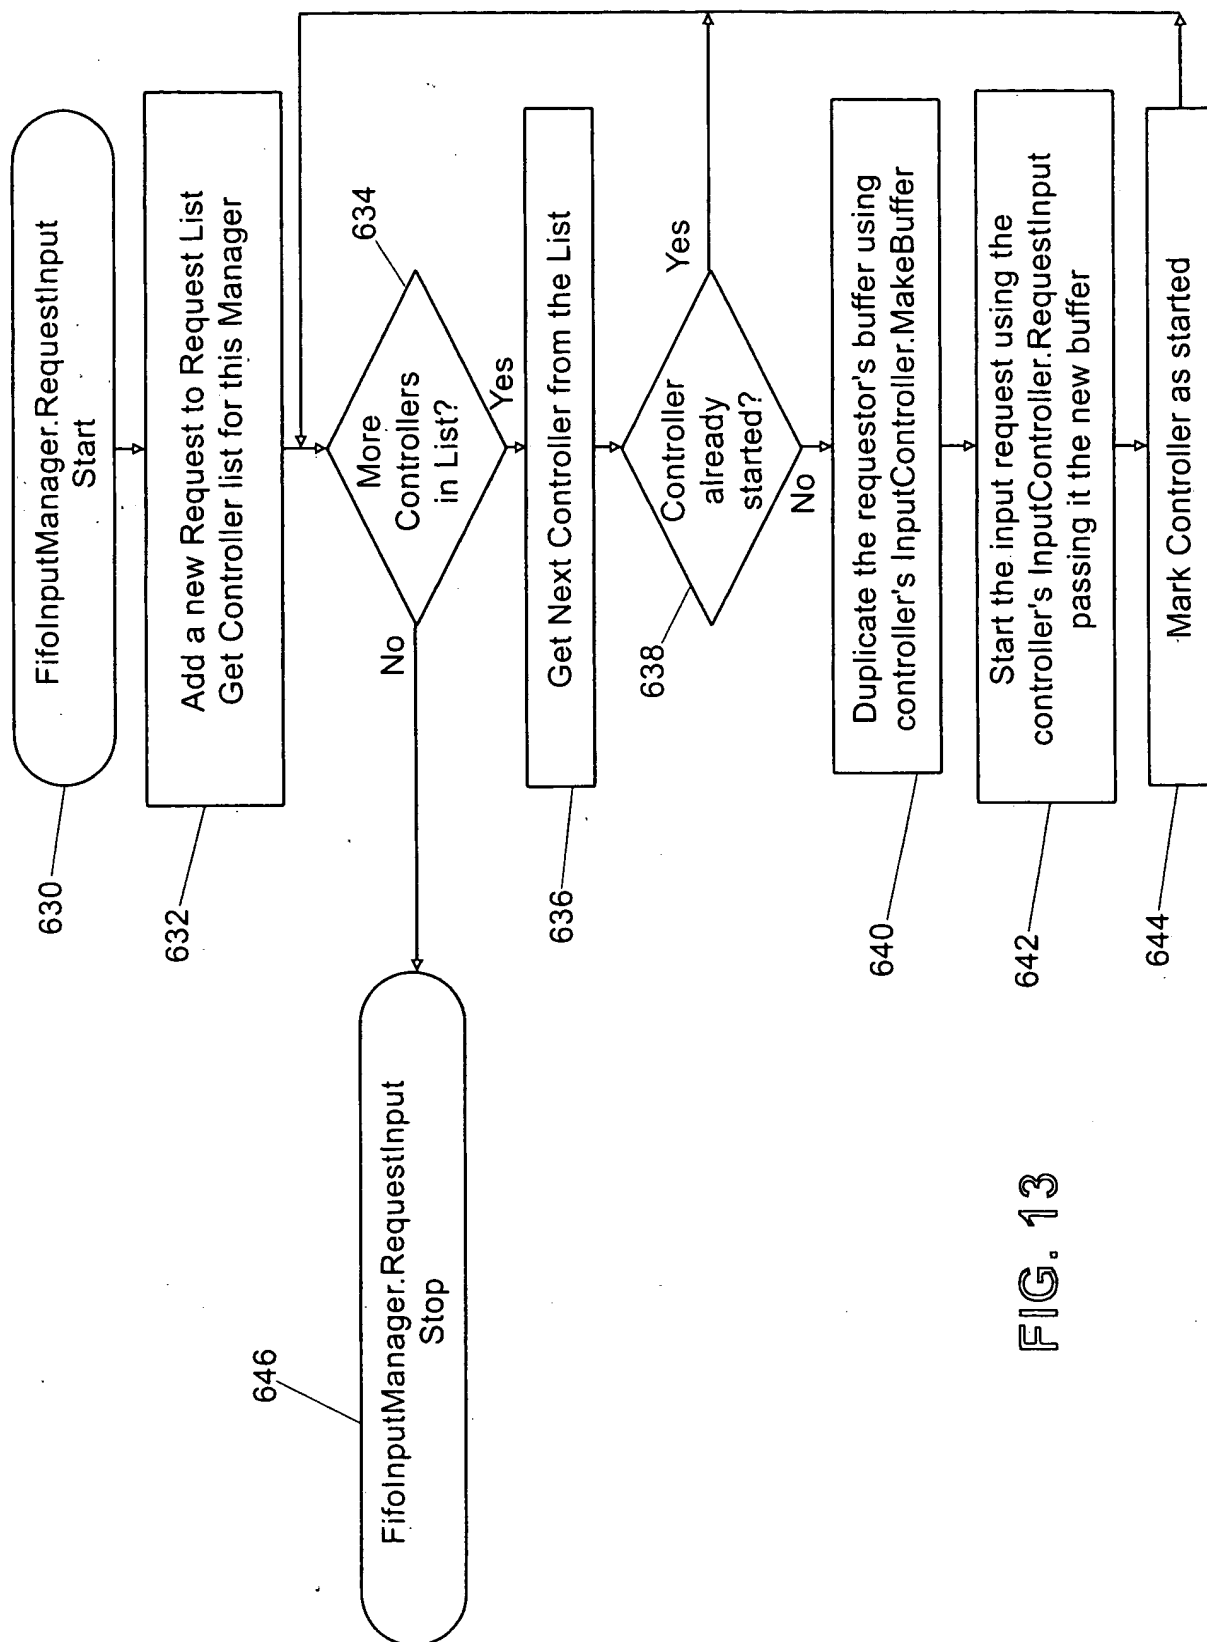 FifoInputManager.RequestInput
Start
630
Add a new Request to Request List
Get Controller list for this Manager
632
More
Controllers
in List?
634
No
Yes
FifoInputManager.RequestInput
Stop
646
Get Next Controller from the List
636
Controller
already
started?
638
Yes
No
Duplicate the requestor's buffer using
controller's InputController.MakeBuffer
640
Start the input request using the
controller's InputController.RequestInput
passing it the new buffer
642
Mark Controller as started
644
FIG. 13